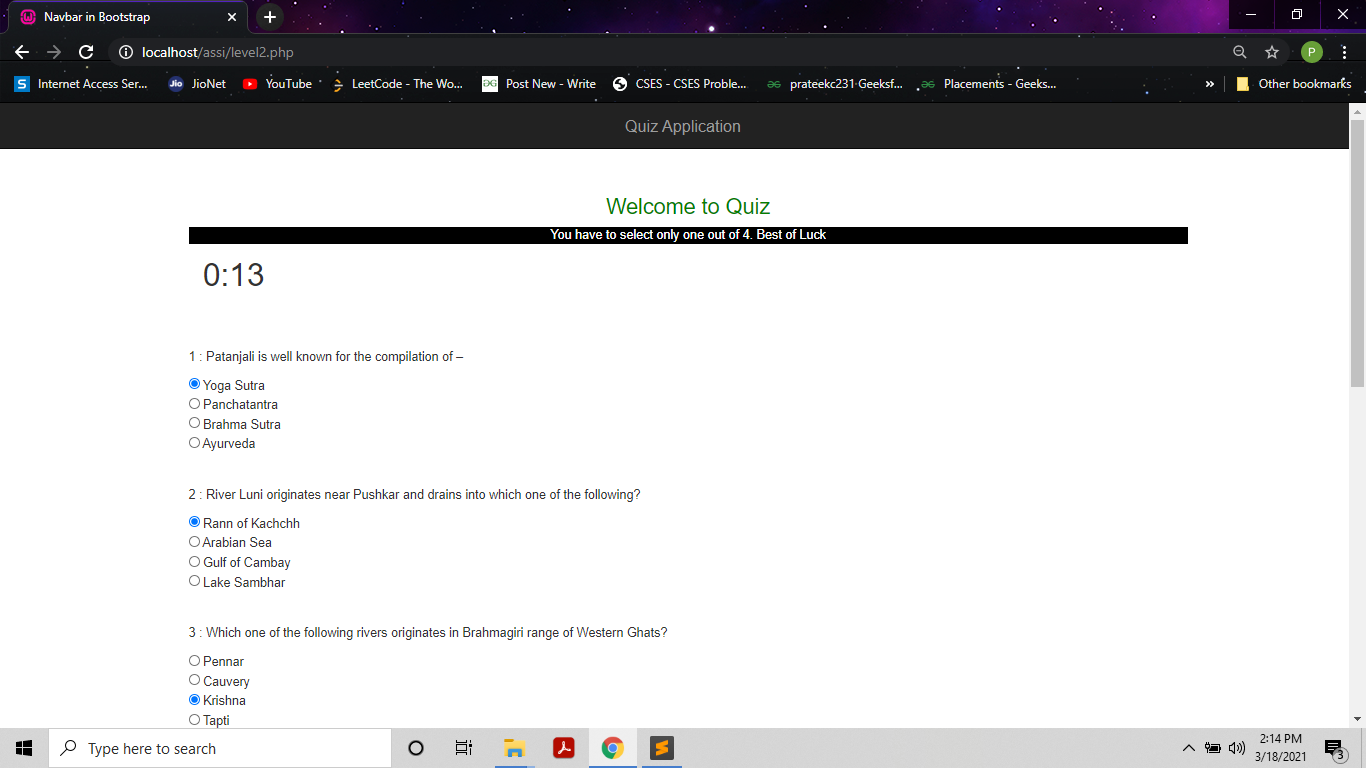 Navbar in Bootstrap
localhost/assi/level2.php
P
S Internet Access Ser... Jio JioNet YouTube LeetCode - The Wo... Post New - Write CSES - CSES Proble... prateekc231 Geeksf... Placements - Geeks... » Other bookmarks
Quiz Application
Welcome to Quiz
You have to select only one out of 4. Best of Luck
0:13
1 : Patanjali is well known for the compilation of –
Yoga Sutra
Panchatantra
Brahma Sutra
Ayurveda
2 : River Luni originates near Pushkar and drains into which one of the following?
Rann of Kachchh
Arabian Sea
Gulf of Cambay
Lake Sambhar
3 : Which one of the following rivers originates in Brahmagiri range of Western Ghats?
Pennar
Cauvery
Krishna
Tapti
Type here to search
2:14 PM
3/18/2021
3